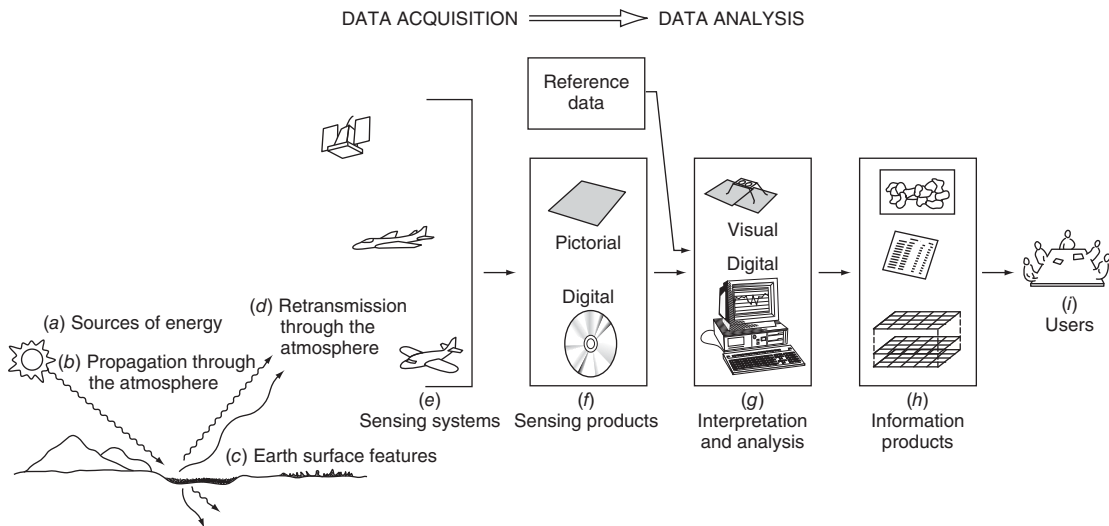 DATA ACQUISITION DATA ANALYSIS
Reference
data
Pictorial
Digital
Visual
Digital
(a) Sources of energy
(b) Propagation through
the atmosphere
(c) Earth surface features
(d) Retransmission
through the
atmosphere
(e)
Sensing systems
(f)
Sensing products
(g)
Interpretation
and analysis
(h)
Information
products
(i)
Users